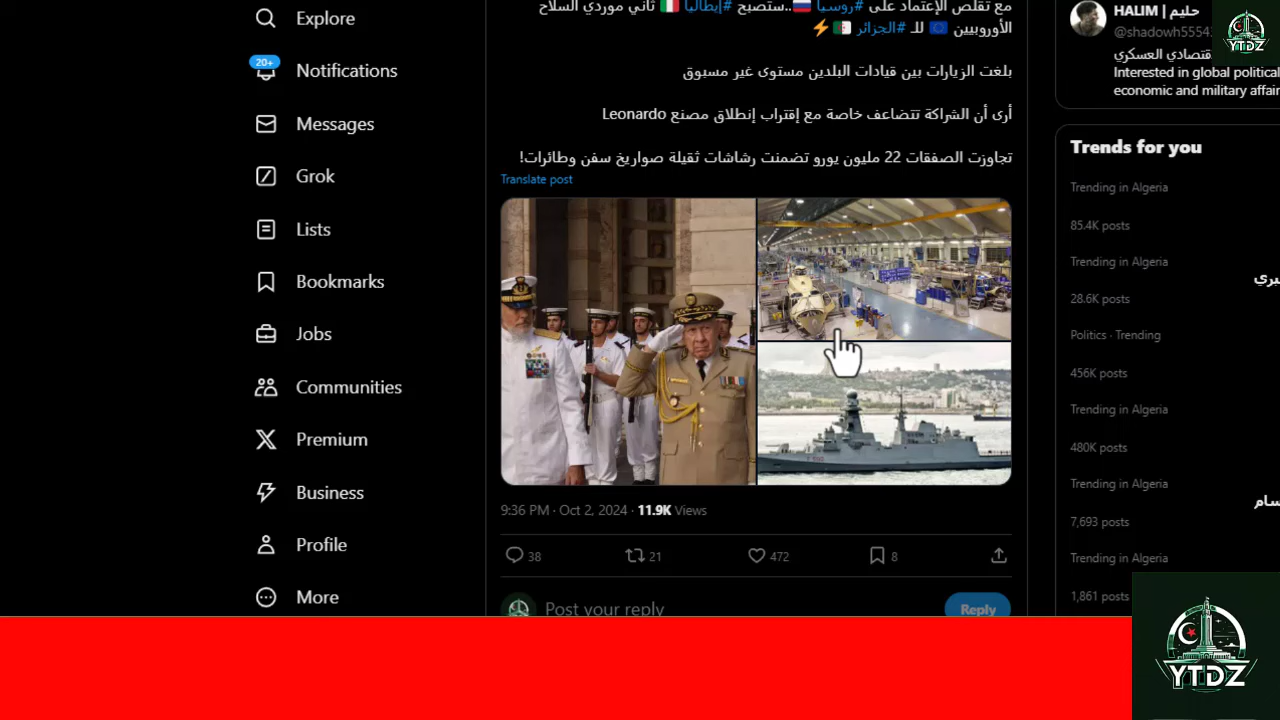 Explore
20+
Notifications
Messages
Grok
Lists
Bookmarks
Jobs
Communities
Premium
Business
Profile
More
مع تقلص الإعتماد على #روسيا 🇷🇺..ستصبح #إيطاليا 🇮🇹 ثاني موردي السلاح
الأوروبيين 🇪🇺 للـ #الجزائر 🇩🇿⚡
بلغت الزيارات بين قيادات البلدين مستوى غير مسبوق
أرى أن الشراكة تتضاعف خاصة مع إقتراب إنطلاق مصنع Leonardo
تجاوزت الصفقات 22 مليون يورو تضمنت رشاشات ثقيلة صواريخ سفن وطائرات!
Translate post
9:36 PM · Oct 2, 2024 · 11.9K Views
38 21 472 8
Post your reply
Reply
HALIM | حليم
@shadowh5554
قتصادي العسكري
Interested in global political
economic and military affair
YTDZ
Trends for you
Trending in Algeria
85.4K posts
Trending in Algeria
بري
28.6K posts
Politics · Trending
456K posts
Trending in Algeria
480K posts
Trending in Algeria
سام
7,693 posts
Trending in Algeria
1,861 posts
YTDZ